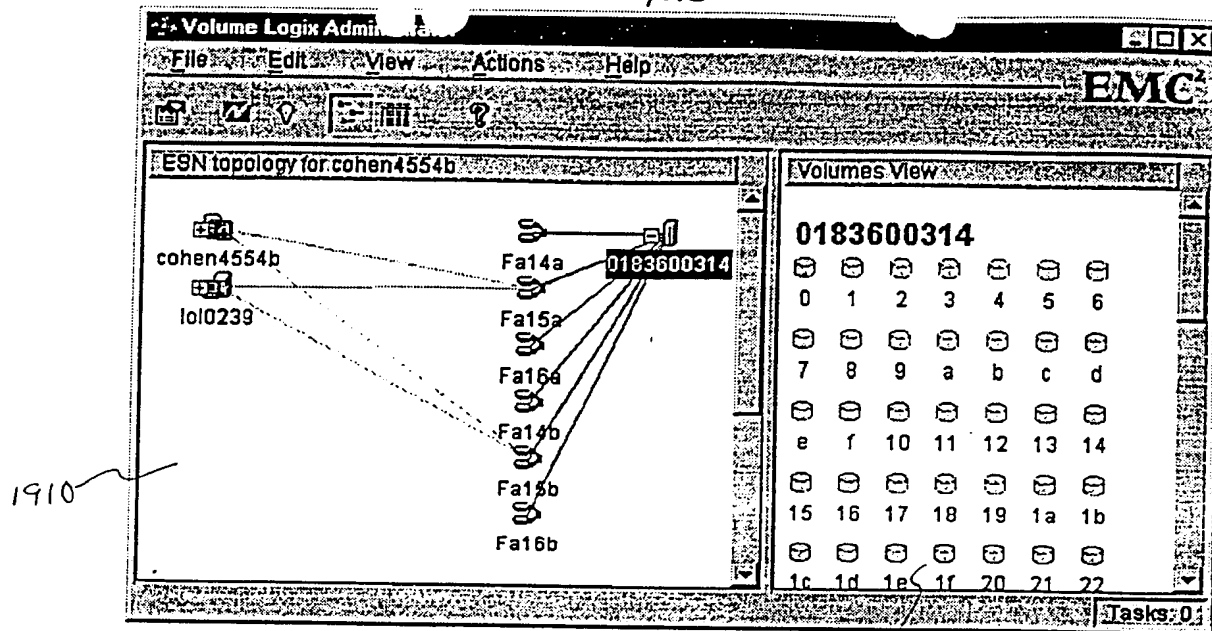 Volume Logix Admin
File Edit View Actions Help
EMC²
ESN topology for cohen4554b
Volumes View
cohen4554b
lol0239
Fa14a
Fa15a
Fa16a
Fa14b
Fa15b
Fa16b
0183600314
0183600314
0 1 2 3 4 5 6
7 8 9 a b c d
e f 10 11 12 13 14
15 16 17 18 19 1a 1b
1c 1d 1e 1f 20 21 22
Tasks: 0
1910